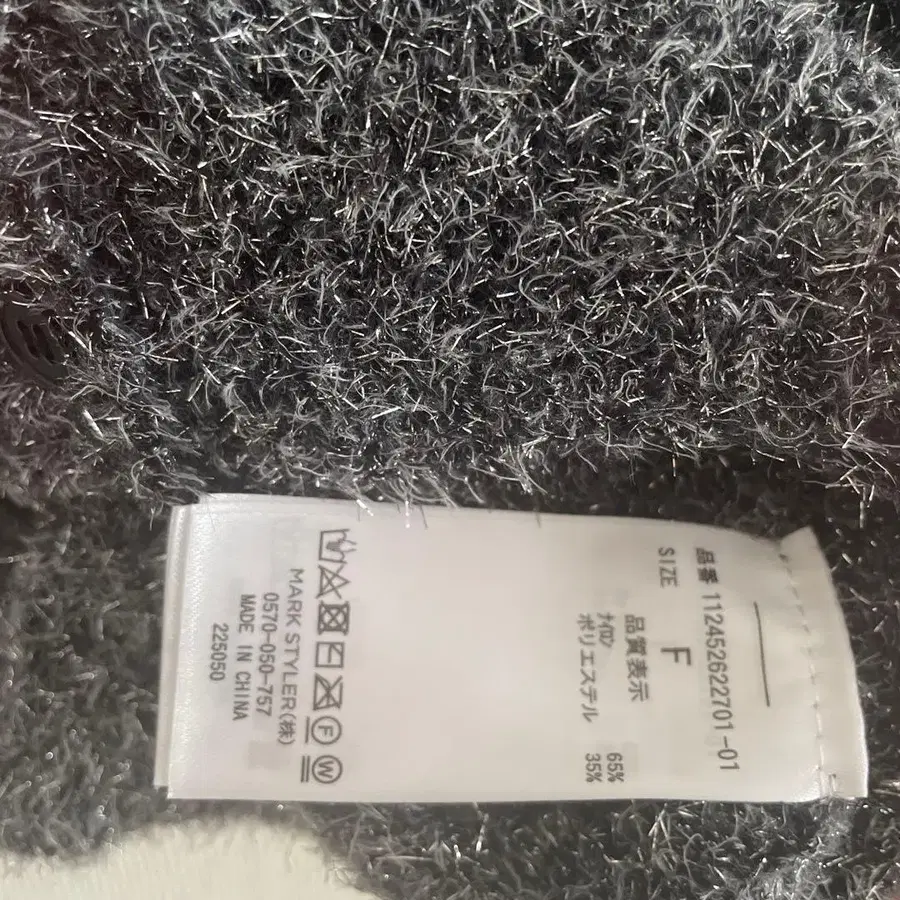 品番 112452622701-01
SIZE F
品質表示
ナイロン 65%
ポリエステル 35%
F W
MARK STYLER(株)
0570-050-757
MADE IN CHINA
225050